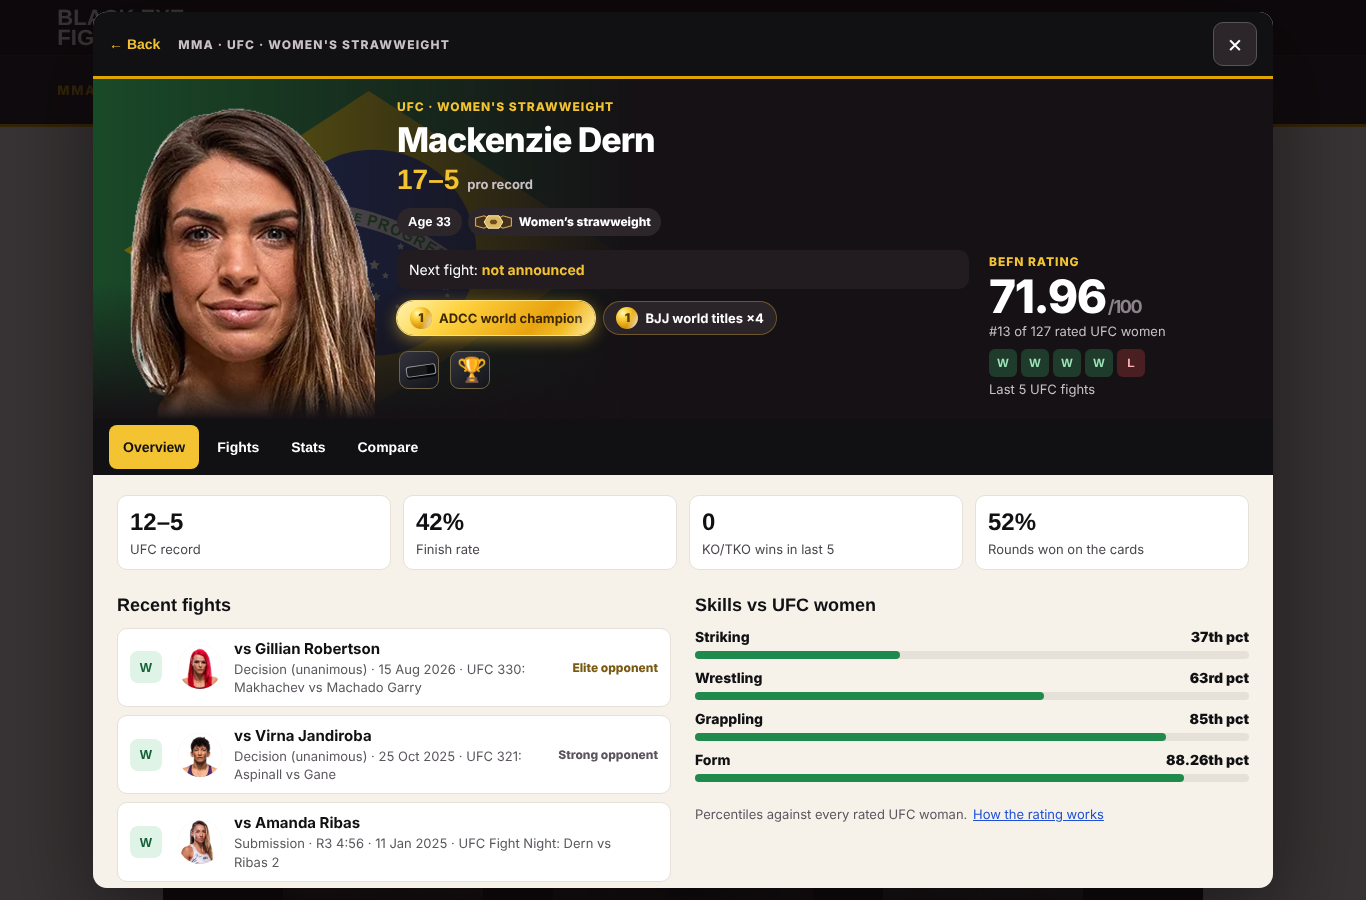 BLACK EYE
FIG
MMA
← Back
MMA · UFC · WOMEN'S STRAWWEIGHT
×
UFC · WOMEN'S STRAWWEIGHT
Mackenzie Dern
17–5 pro record
Age 33
Women's strawweight
E PROGRE
Next fight: not announced
1 ADCC world champion
1 BJJ world titles ×4
BEFN RATING
71.96/100
#13 of 127 rated UFC women
W W W W L
Last 5 UFC fights
Overview Fights Stats Compare
12–5
UFC record
42%
Finish rate
0
KO/TKO wins in last 5
52%
Rounds won on the cards
Recent fights
W
vs Gillian Robertson
Decision (unanimous) · 15 Aug 2026 · UFC 330:
Makhachev vs Machado Garry
Elite opponent
W
vs Virna Jandiroba
Decision (unanimous) · 25 Oct 2025 · UFC 321:
Aspinall vs Gane
Strong opponent
W
vs Amanda Ribas
Submission · R3 4:56 · 11 Jan 2025 · UFC Fight Night: Dern vs
Ribas 2
Skills vs UFC women
Striking 37th pct
Wrestling 63rd pct
Grappling 85th pct
Form 88.26th pct
Percentiles against every rated UFC woman. How the rating works